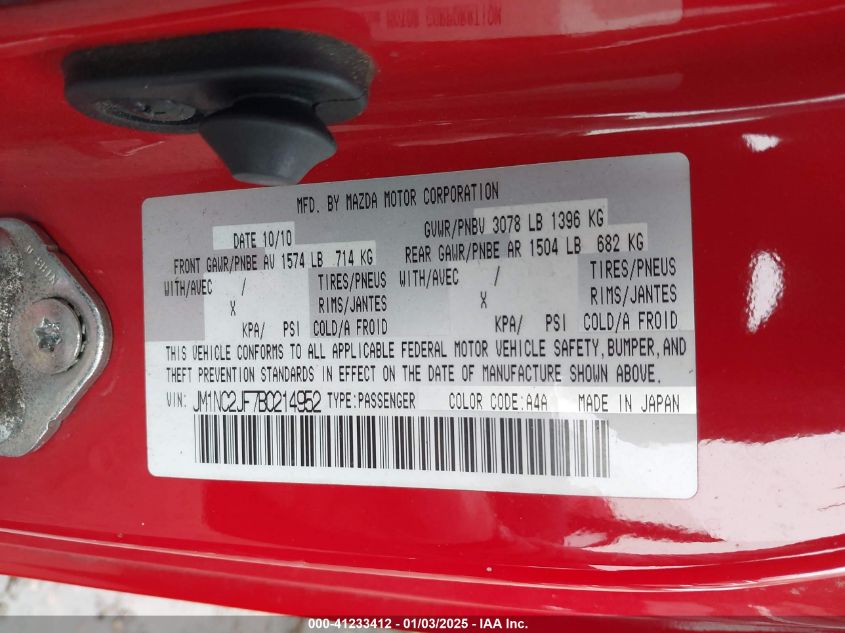 MFD. BY MAZDA MOTOR CORPORATION
DATE 10/10 GVWR/PNBV 3078 LB 1396 KG
FRONT GAWR/PNBE AV 1574 LB 714 KG REAR GAWR/PNBE AR 1504 LB 682 KG
WITH/AVEC / TIRES/PNEUS WITH/AVEC / TIRES/PNEUS
X RIMS/JANTES X RIMS/JANTES
KPA/ PSI COLD/A FROID KPA/ PSI COLD/A FROID
THIS VEHICLE CONFORMS TO ALL APPLICABLE FEDERAL MOTOR VEHICLE SAFETY, BUMPER, AND
THEFT PREVENTION STANDARDS IN EFFECT ON THE DATE OF MANUFACTURE SHOWN ABOVE.
VIN: JM1NC2JF7B0214952 TYPE:PASSENGER COLOR CODE:A4A MADE IN JAPAN
000-41233412 - 01/03/2025 - IAA Inc.